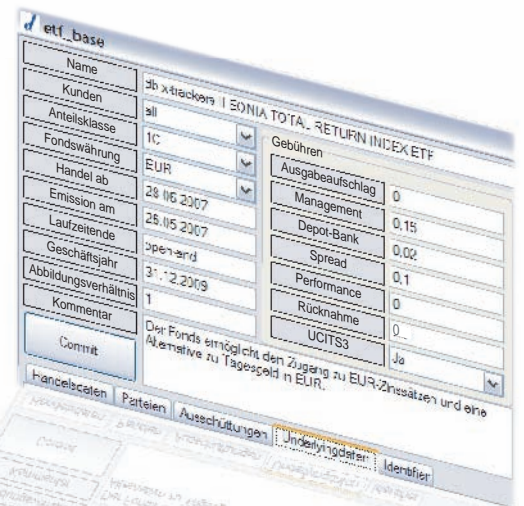 etf_base
Name
db x-trackers II EONIA TOTAL RETURN INDEX ETF
Kunden
all
Anteilsklasse
1C
Fondswährung
EUR
Handel ab
28.06.2007
Emission am
25.05.2007
Laufzeitende
open-end
Geschäftsjahr
31.12.2009
Abbildungsverhältnis
1
Kommentar
Der Fonds ermöglicht den Zugang zu EUR-Zinssätzen und eine
Alternative zu Tagesgeld in EUR.
Gebühren
Ausgabeaufschlag
0
Management
0,15
Depot-Bank
0,02
Spread
0,1
Performance
0
Rücknahme
0
UCITS3
Ja
Commit
Handelsdaten
Parteien
Ausschüttungen
Underlyingdaten
Identifier